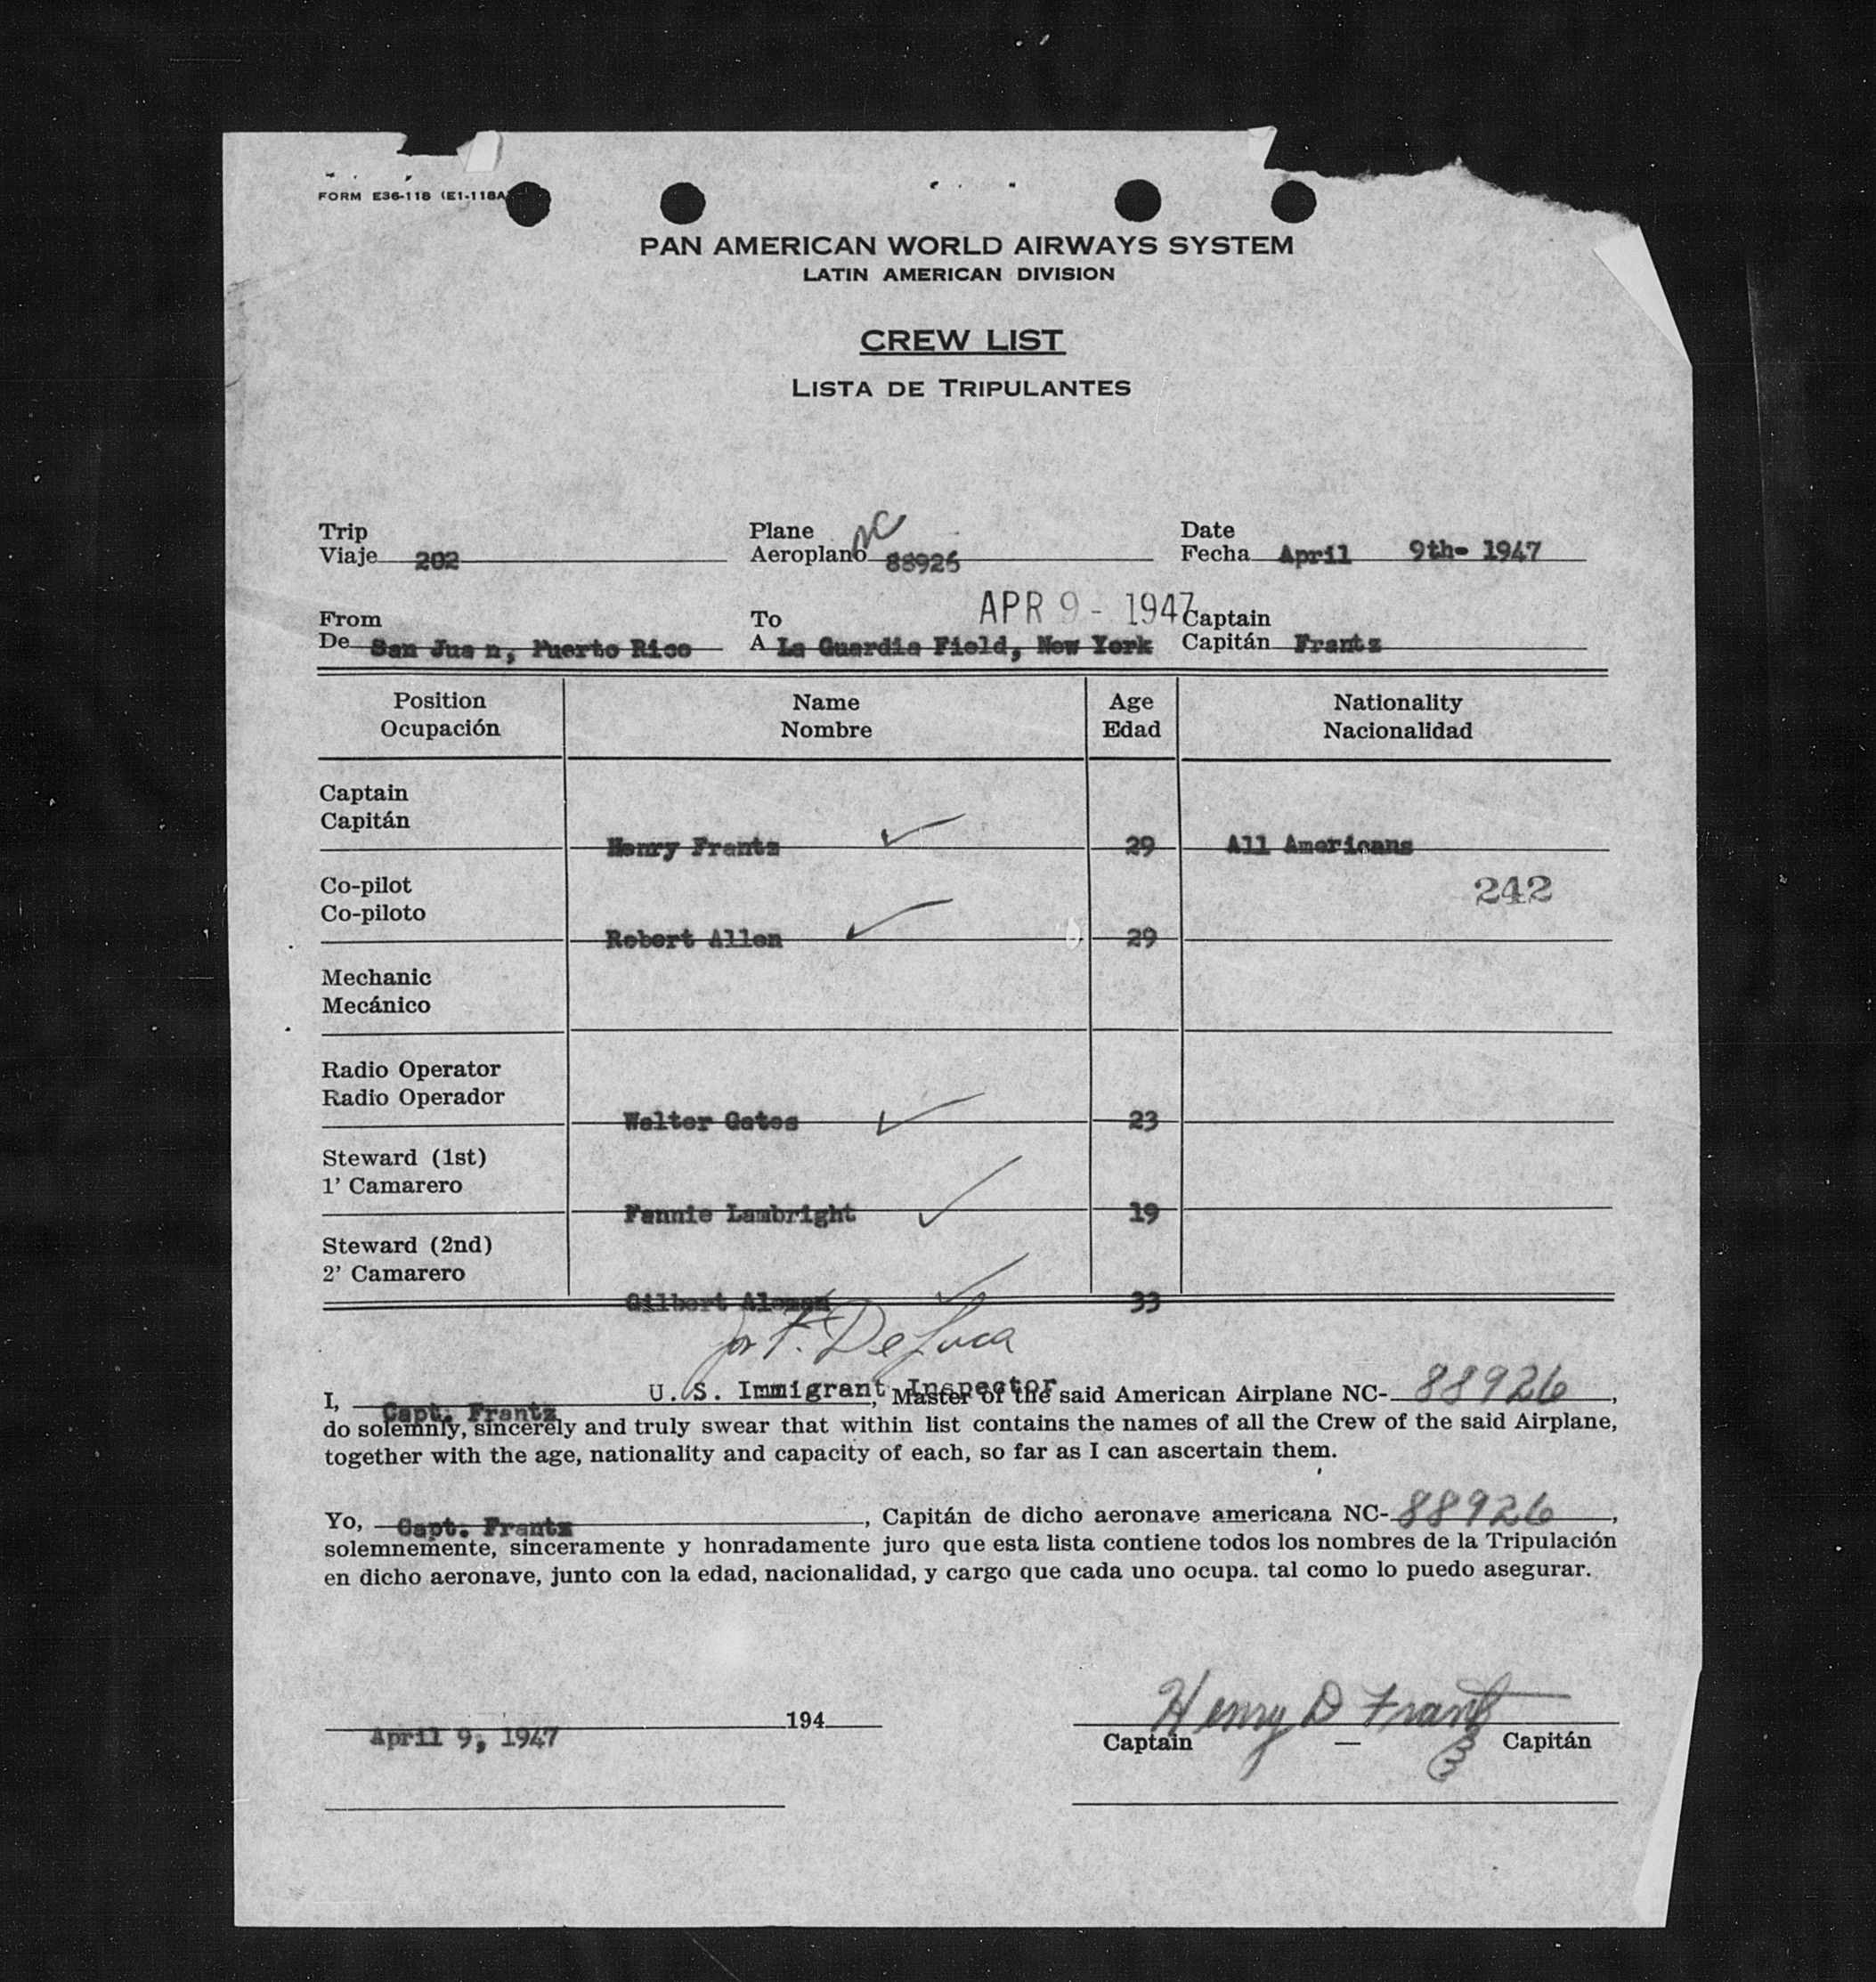 FORM E36-118 (E1-118A
PAN AMERICAN WORLD AIRWAYS SYSTEM
LATIN AMERICAN DIVISION
CREW LIST
LISTA DE TRIPULANTES
Trip Plane NC Date
Viaje 202 Aeroplano 88926 Fecha April 9th- 1947
From To APR 9 - 1947 Captain
De San Jua n, Puerto Rico A La Guardia Field, New York Capitán Frantz
Position Name Age Nationality
Ocupación Nombre Edad Nacionalidad
Captain
Capitán
Henry Frantz 29 All Americans
Co-pilot 242
Co-piloto
Robert Allen 29
Mechanic
Mecánico
Radio Operator
Radio Operador
Walter Gates 23
Steward (1st)
1' Camarero
Fannie Lambright 19
Steward (2nd)
2' Camarero
Gilbert Aleman 33
for F. De Luca
U. S. Immigrant Inspector
I, Capt. Frantz, Master of the said American Airplane NC- 88926,
do solemnly, sincerely and truly swear that within list contains the names of all the Crew of the said Airplane,
together with the age, nationality and capacity of each, so far as I can ascertain them.
Yo, Capt. Frantz, Capitán de dicho aeronave americana NC- 88926,
solemnemente, sinceramente y honradamente juro que esta lista contiene todos los nombres de la Tripulación
en dicho aeronave, junto con la edad, nacionalidad, y cargo que cada uno ocupa. tal como lo puedo asegurar.
194 Henry D Frantz
April 9, 1947 Captain — Capitán